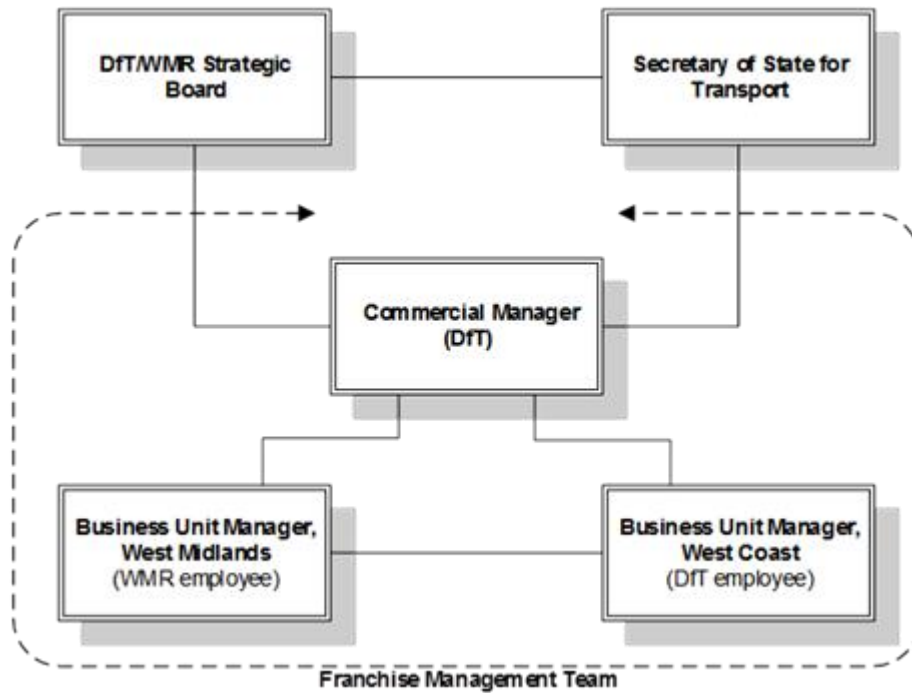 DfT/WMR Strategic
Board
Secretary of State for
Transport
Commercial Manager
(DfT)
Business Unit Manager,
West Midlands
(WMR employee)
Business Unit Manager,
West Coast
(DfT employee)
Franchise Management Team